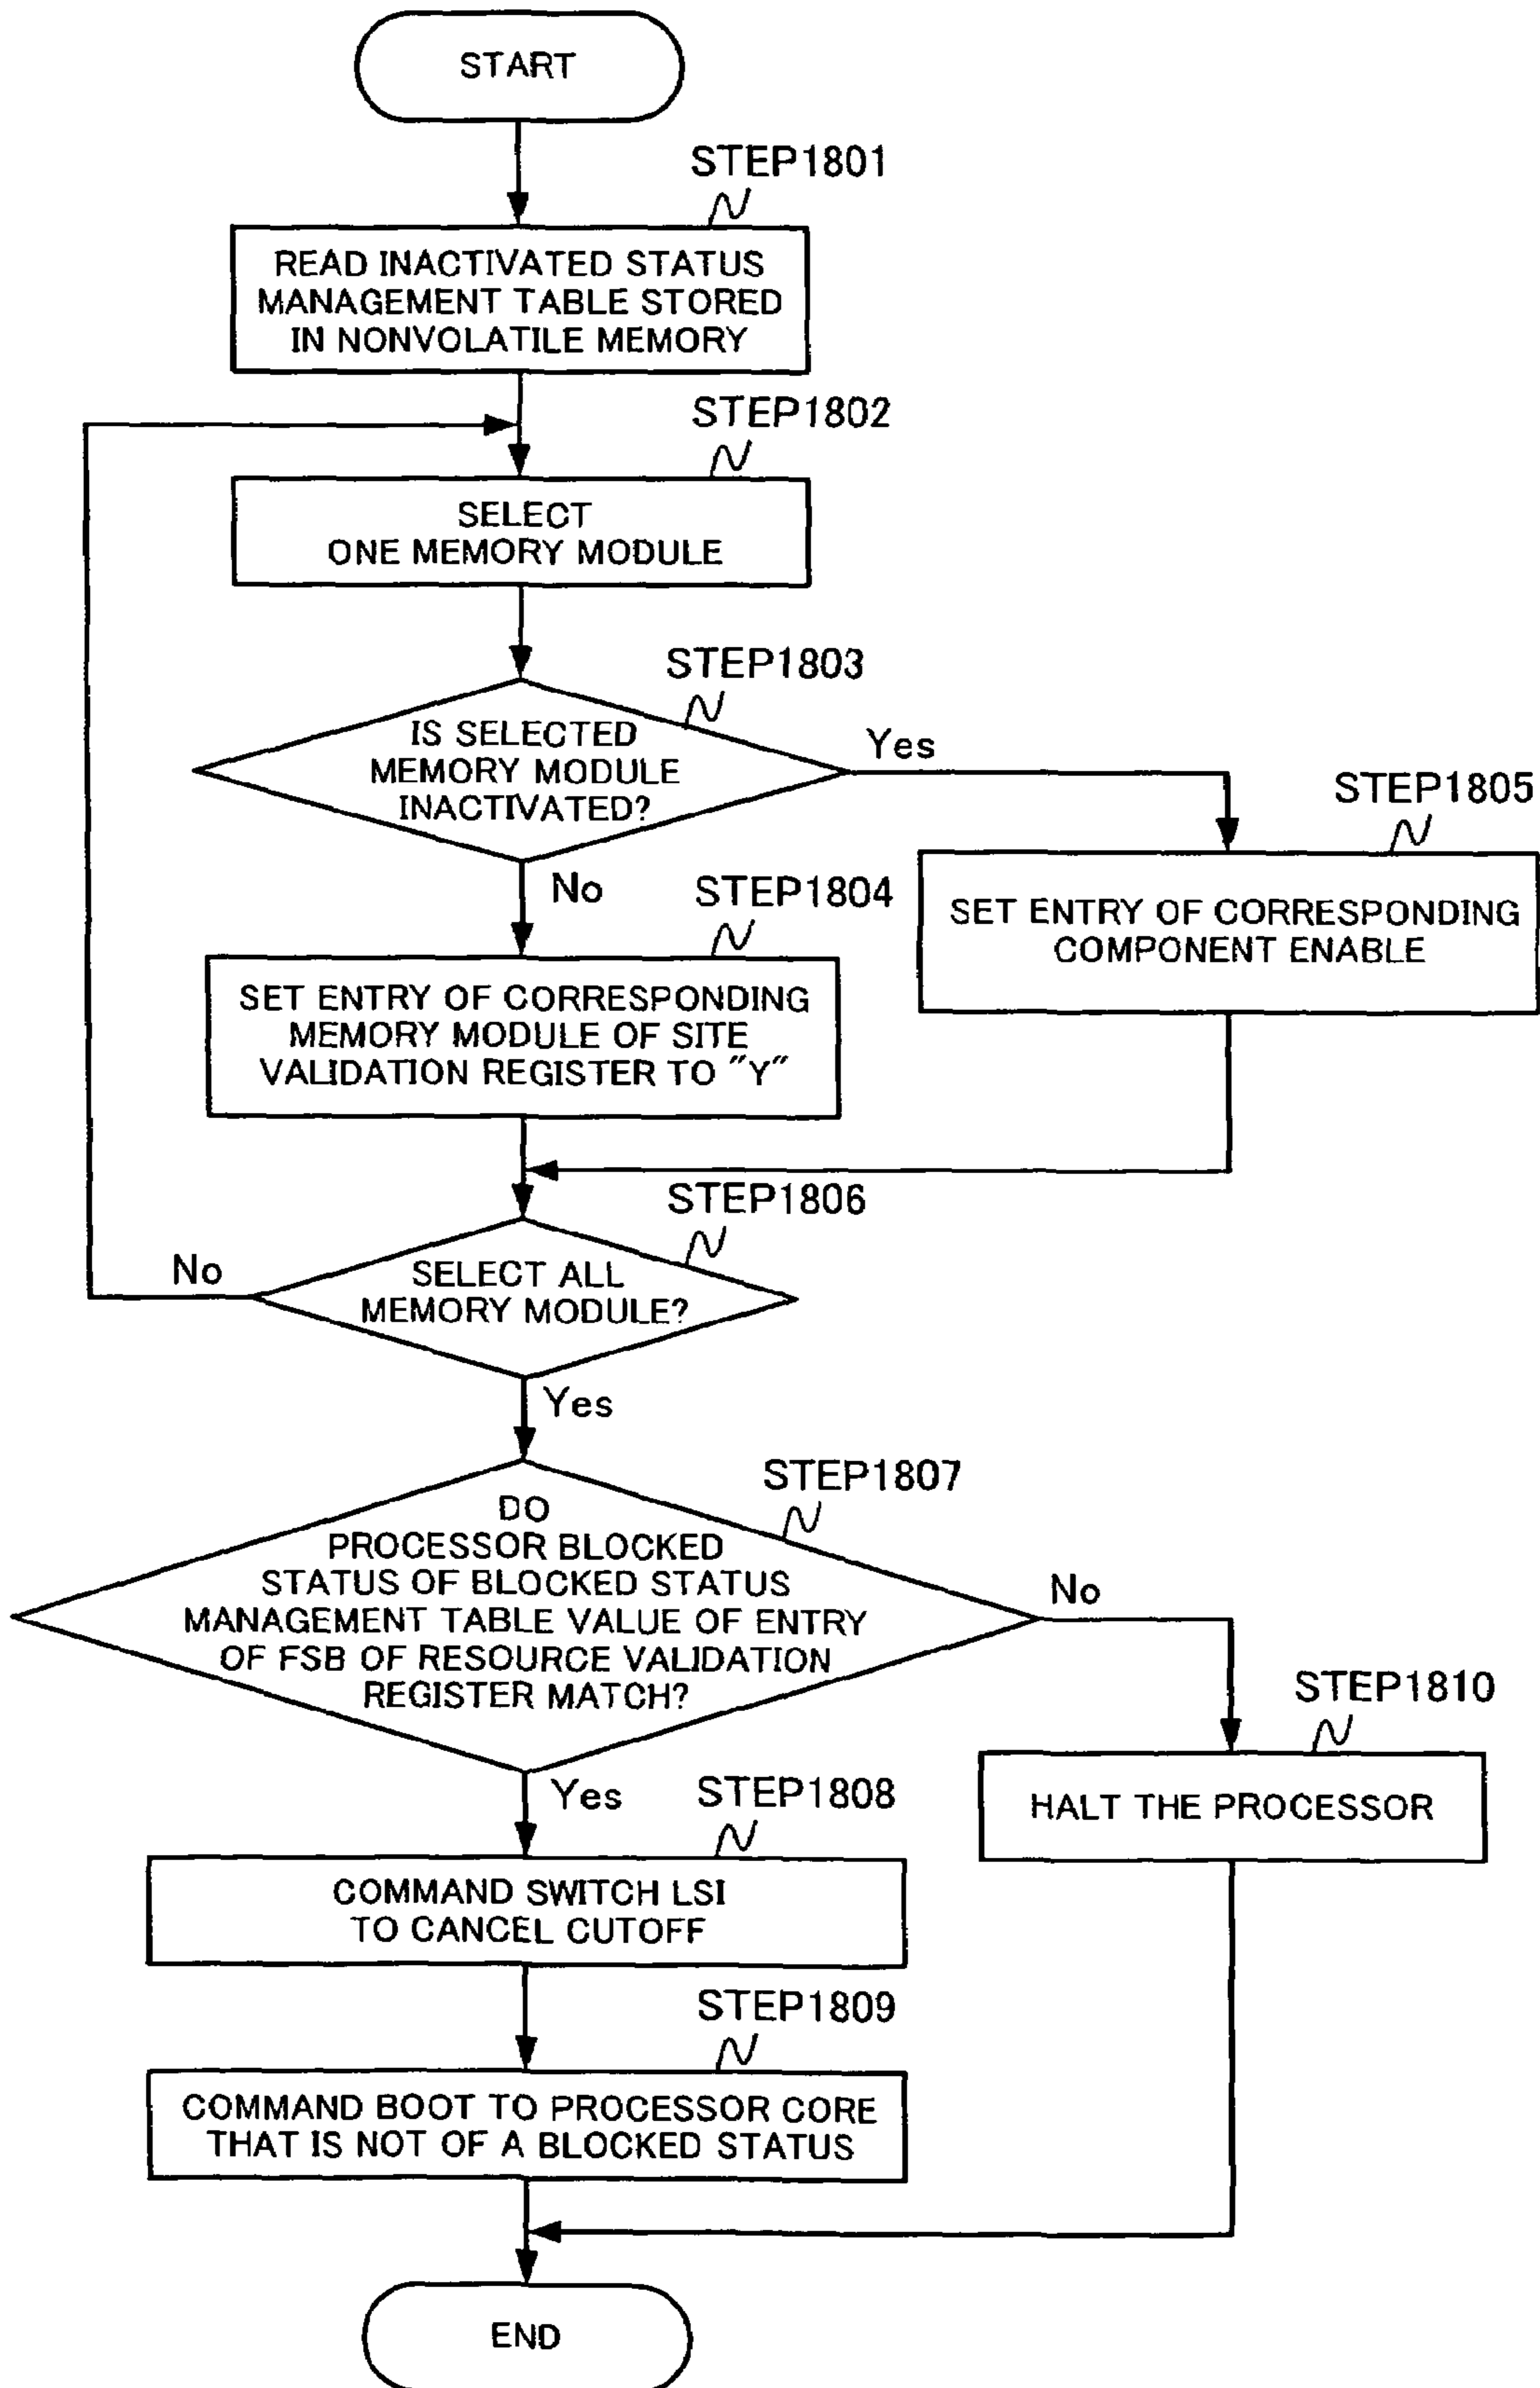 START
STEP1801
READ INACTIVATED STATUS
MANAGEMENT TABLE STORED
IN NONVOLATILE MEMORY
STEP1802
SELECT
ONE MEMORY MODULE
STEP1803
IS SELECTED
MEMORY MODULE
INACTIVATED?
Yes
No
STEP1805
SET ENTRY OF CORRESPONDING
COMPONENT ENABLE
STEP1804
SET ENTRY OF CORRESPONDING
MEMORY MODULE OF SITE
VALIDATION REGISTER TO "Y"
STEP1806
SELECT ALL
MEMORY MODULE?
No
Yes
STEP1807
DO
PROCESSOR BLOCKED
STATUS OF BLOCKED STATUS
MANAGEMENT TABLE VALUE OF ENTRY
OF FSB OF RESOURCE VALIDATION
REGISTER MATCH?
No
Yes
STEP1810
HALT THE PROCESSOR
STEP1808
COMMAND SWITCH LSI
TO CANCEL CUTOFF
STEP1809
COMMAND BOOT TO PROCESSOR CORE
THAT IS NOT OF A BLOCKED STATUS
END